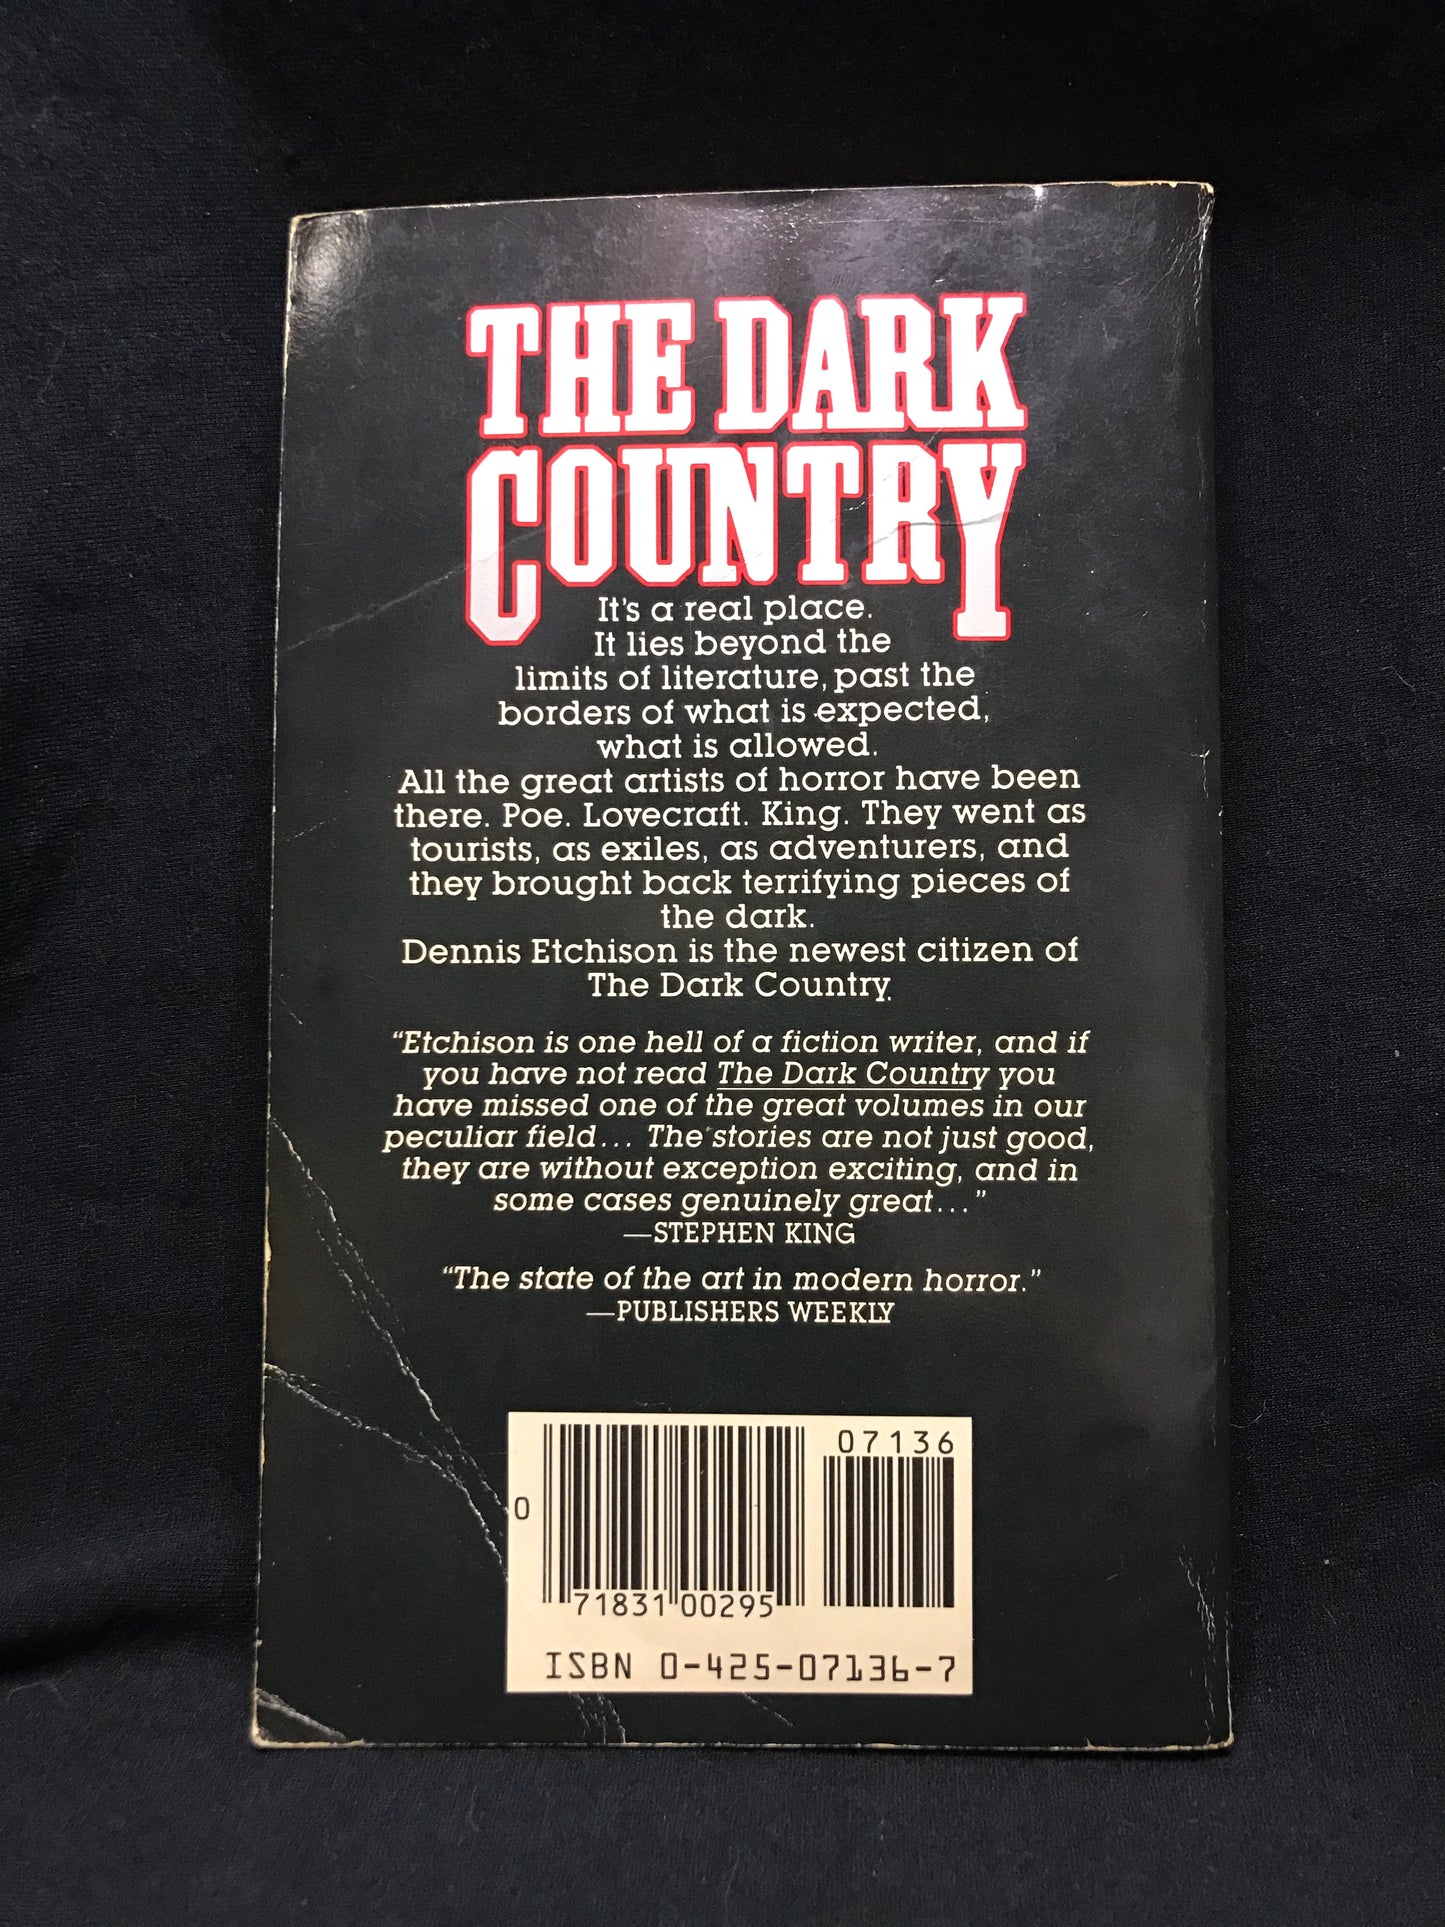 THE DARK
COUNTRY
It's a real place.
It lies beyond the
limits of literature, past the
borders of what is expected,
what is allowed.
All the great artists of horror have been
there. Poe. Lovecraft. King. They went as
tourists, as exiles, as adventurers, and
they brought back terrifying pieces of
the dark.
Dennis Etchison is the newest citizen of
The Dark Country.
"Etchison is one hell of a fiction writer, and if
you have not read The Dark Country you
have missed one of the great volumes in our
peculiar field... The stories are not just good,
they are without exception exciting, and in
some cases genuinely great..."
—STEPHEN KING
"The state of the art in modern horror."
—PUBLISHERS WEEKLY
07136
0
71831 00295
ISBN 0-425-07136-7